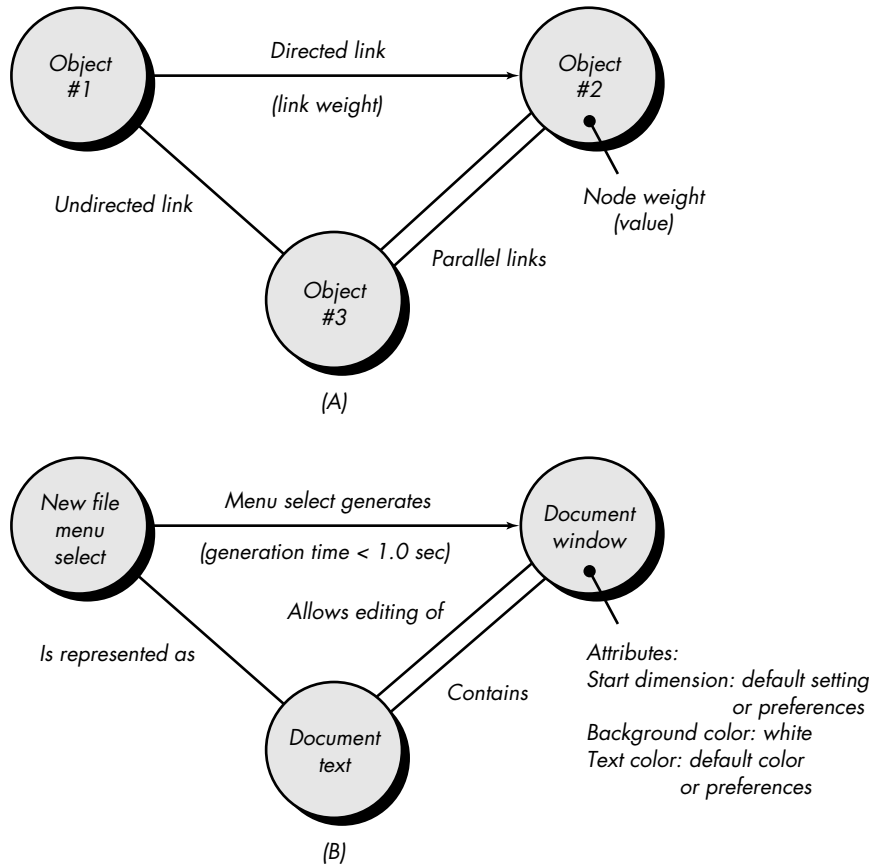 Object
#1
Directed link
(link weight)
Object
#2
Undirected link
Node weight
(value)
Parallel links
Object
#3
(A)
New file
menu
select
Menu select generates
(generation time < 1.0 sec)
Document
window
Allows editing of
Is represented as
Contains
Attributes:
Start dimension: default setting
or preferences
Background color: white
Text color: default color
or preferences
Document
text
(B)